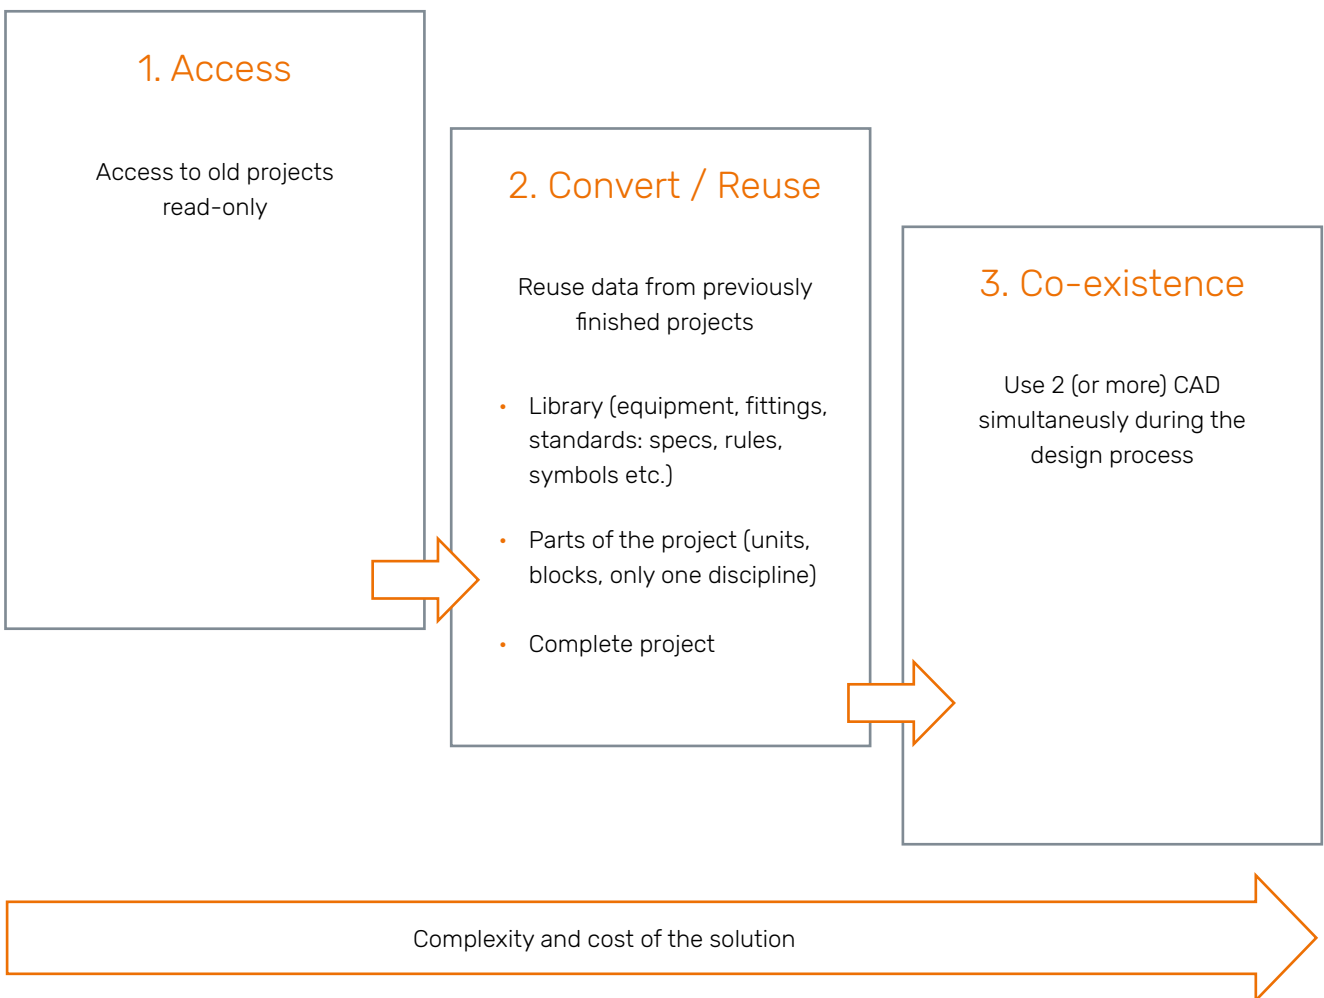 1. Access
Access to old projects
read-only
2. Convert / Reuse
Reuse data from previously
finished projects
• Library (equipment, fittings,
standards: specs, rules,
symbols etc.)
• Parts of the project (units,
blocks, only one discipline)
• Complete project
3. Co-existence
Use 2 (or more) CAD
simultaneusly during the
design process
Complexity and cost of the solution